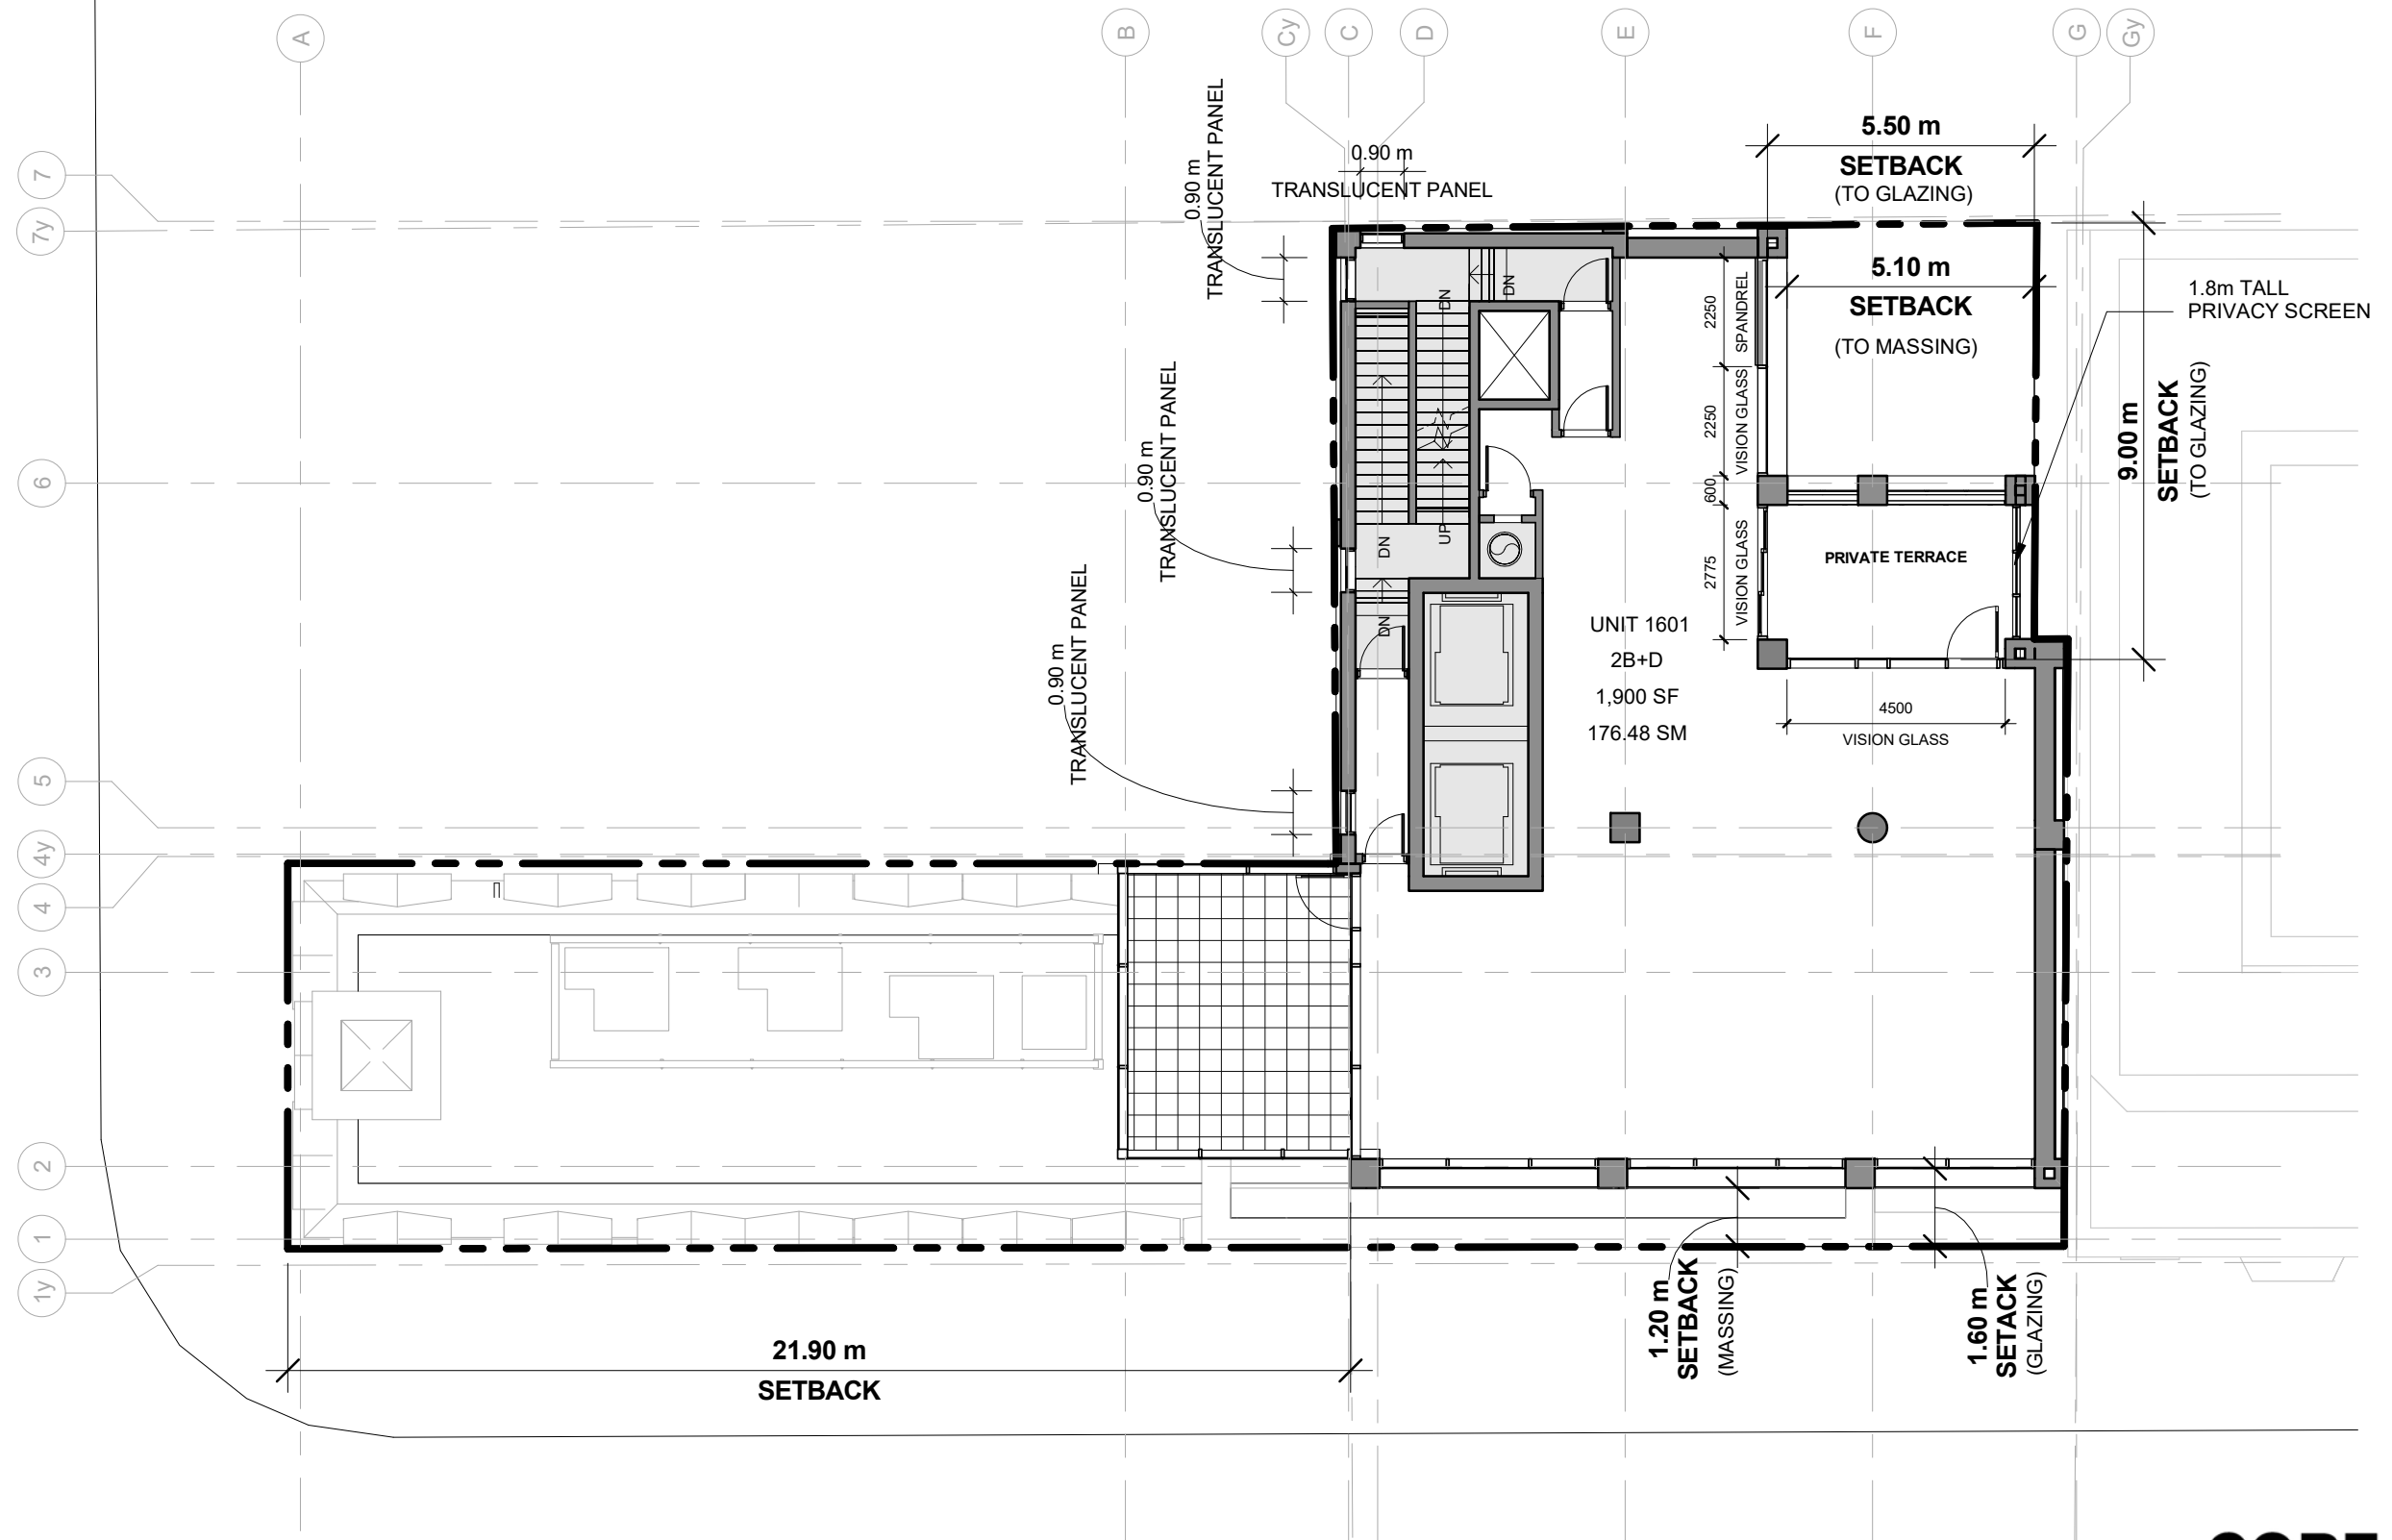 A
B
Cy
C
D
E
F
G
Gy
7
7y
6
5
4y
4
3
2
1
1y
0.90 m
TRANSLUCENT PANEL
0.90 m
TRANSLUCENT PANEL
5.50 m
SETBACK
(TO GLAZING)
5.10 m
SETBACK
(TO MASSING)
1.8m TALL
PRIVACY SCREEN
9.00 m
SETBACK
(TO GLAZING)
2250
SPANDREL
2250
VISION GLASS
600
2775
VISION GLASS
DN
DN
DN
UP
DN
0.90 m
TRANSLUCENT PANEL
0.90 m
TRANSLUCENT PANEL
PRIVATE TERRACE
UNIT 1601
2B+D
1,900 SF
176.48 SM
4500
VISION GLASS
1.20 m
SETBACK
(MASSING)
1.60 m
SETACK
(GLAZING)
21.90 m
SETBACK